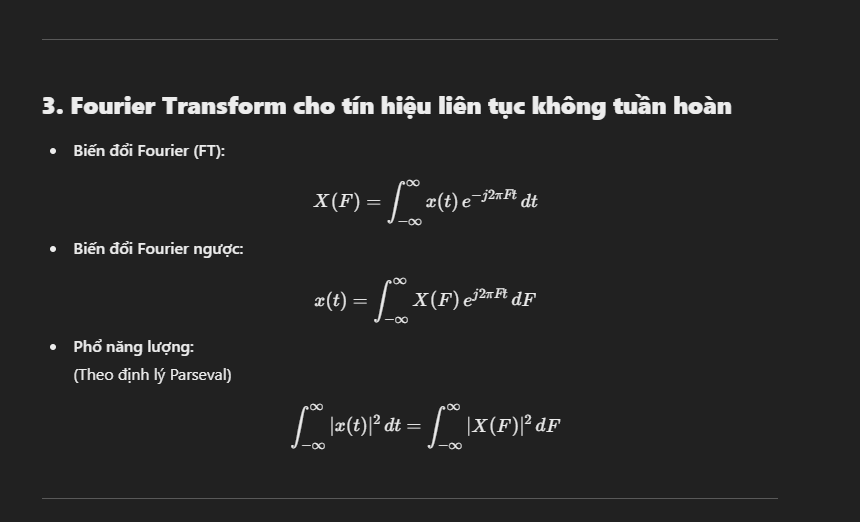 3. Fourier Transform cho tín hiệu liên tục không tuần hoàn
• Biến đổi Fourier (FT):
X(F) = ∫_{-∞}^{∞} x(t) e^{-j2πFt} dt
• Biến đổi Fourier ngược:
x(t) = ∫_{-∞}^{∞} X(F) e^{j2πFt} dF
• Phổ năng lượng:
(Theo định lý Parseval)
∫_{-∞}^{∞} |x(t)|² dt = ∫_{-∞}^{∞} |X(F)|² dF